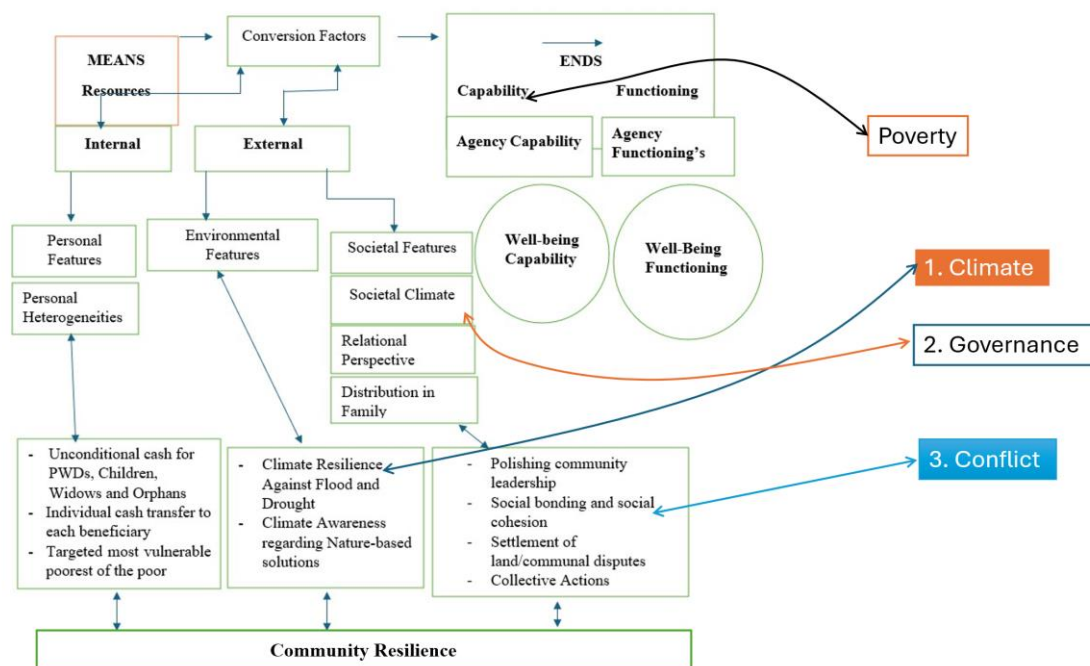 Conversion Factors
MEANS
Resources
ENDS
Capability
Functioning
Internal
External
Agency Capability
Agency
Functioning's
Poverty
Personal
Features
Environmental
Features
Societal Features
Well-being
Capability
Well-Being
Functioning
Personal
Heterogeneities
Societal Climate
Relational
Perspective
Distribution in
Family
1. Climate
2. Governance
3. Conflict
- Unconditional cash for
PWDs, Children,
Widows and Orphans
- Individual cash transfer to
each beneficiary
- Targeted most vulnerable
poorest of the poor
- Climate Resilience
Against Flood and
Drought
- Climate Awareness
regarding Nature-based
solutions
- Polishing community
leadership
- Social bonding and social
cohesion
- Settlement of
land/communal disputes
- Collective Actions
Community Resilience